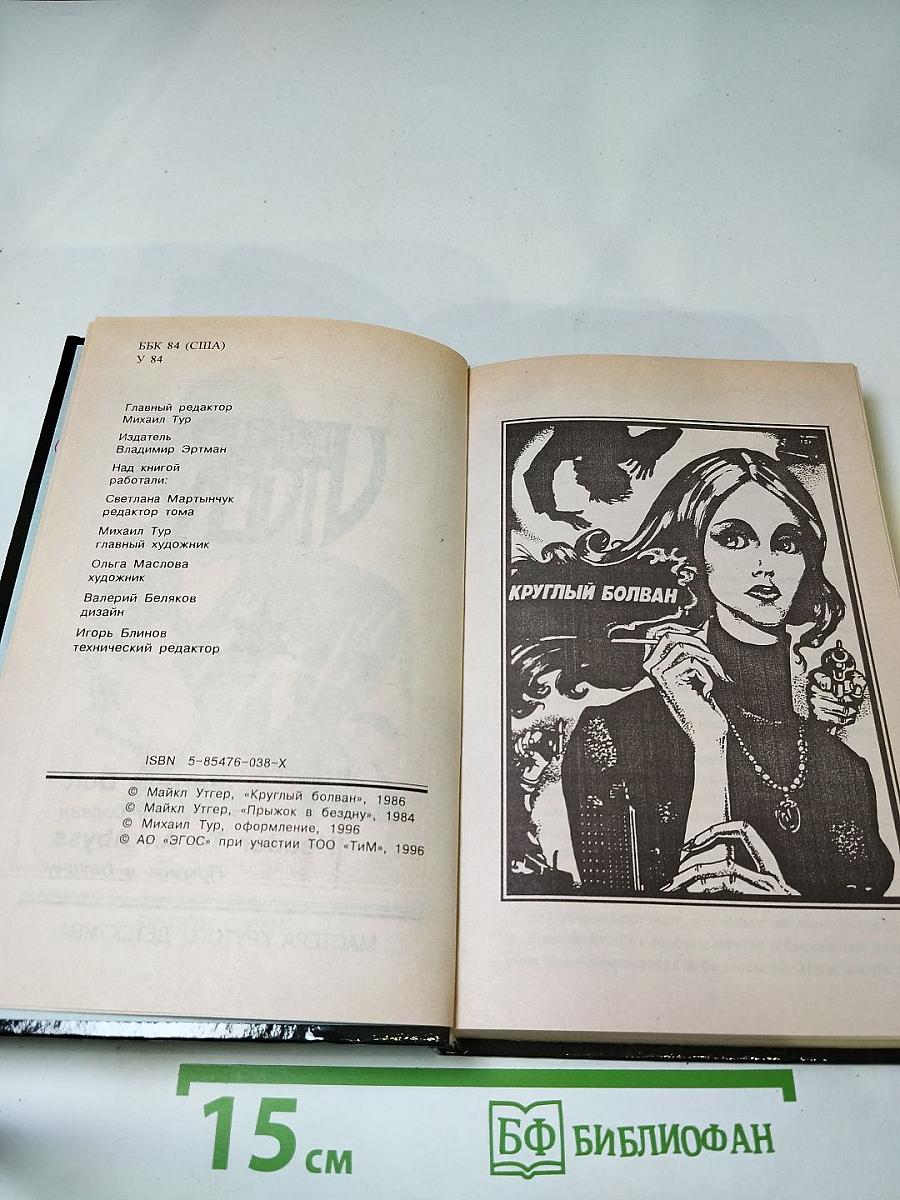 ББК 84 (США)
У 84
Главный редактор
Михаил Тур
Издатель
Владимир Эртман
Над книгой
работали:
Светлана Мартынчук
редактор тома
Михаил Тур
главный художник
Ольга Маслова
художник
Валерий Беляков
дизайн
Игорь Блинов
технический редактор
ISBN 5-85476-038-X
© Майкл Утгер, «Круглый болван», 1986
© Майкл Утгер, «Прыжок в бездну», 1984
© Михаил Тур, оформление, 1996
© АО «ЭГОС» при участии ТОО «ТиМ», 1996
КРУГЛЫЙ БОЛВАН
МАСТЕРА КРУТОГО ДЕТЕКТИВА
15 см
БФ БИБЛИОФАН